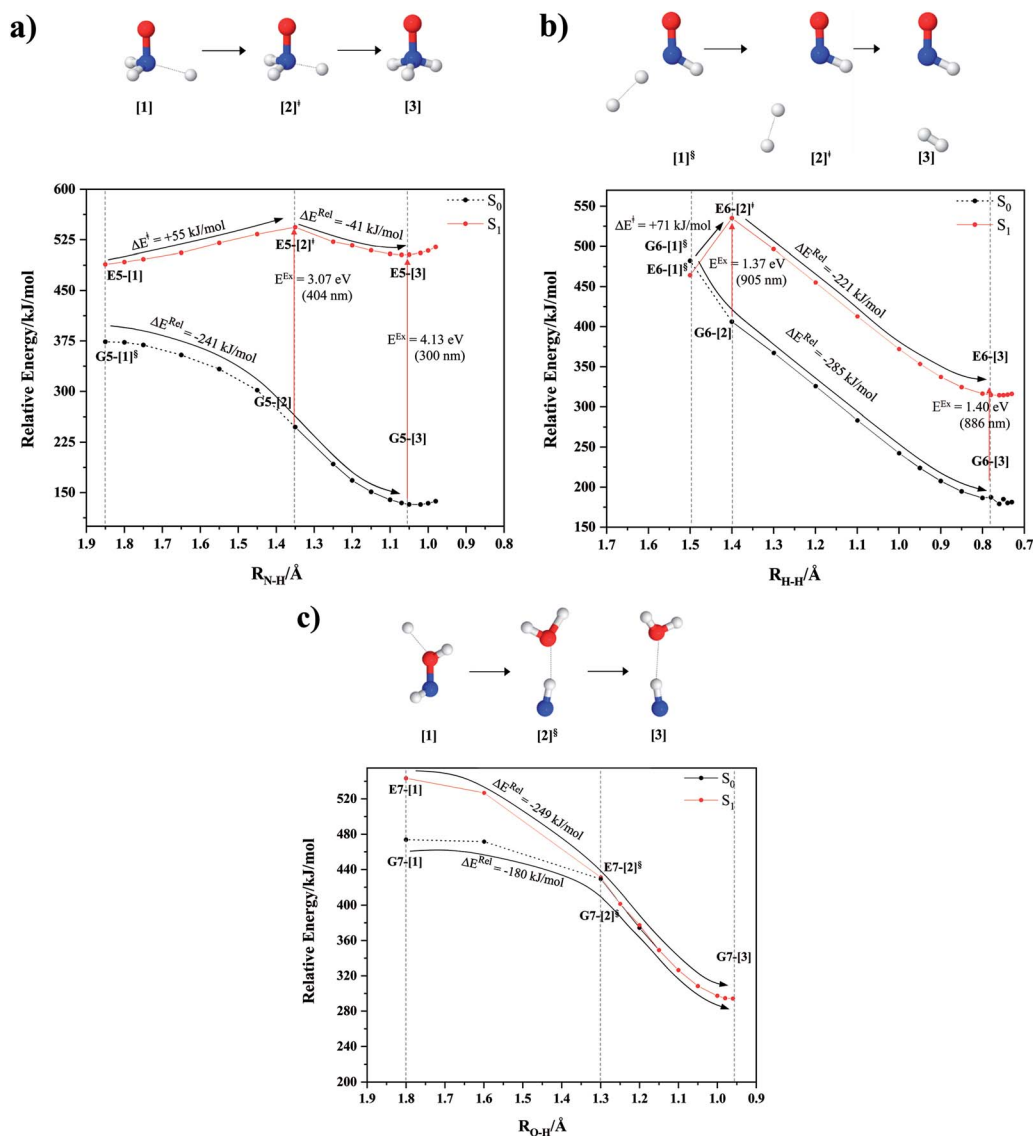 a)
[1]
[2]ǂ
[3]
600
525
450
375
300
225
150
1.9
1.8
1.7
1.6
1.5
1.4
1.3
1.2
1.1
1.0
0.9
0.8
Relative Energy/kJ/mol
R_N-H/Å
S₀
S₁
ΔE^ǂ = +55 kJ/mol
ΔE^Rel = -41 kJ/mol
E5-[1]
E5-[2]ǂ
E5-[3]
E^Ex = 3.07 eV
(404 nm)
E^Ex = 4.13 eV
(300 nm)
ΔE^Rel = -241 kJ/mol
G5-[1]§
G5-[2]
G5-[3]
b)
[1]§
[2]ǂ
[3]
550
500
450
400
350
300
250
200
150
1.7
1.6
1.5
1.4
1.3
1.2
1.1
1.0
0.9
0.8
0.7
Relative Energy/kJ/mol
R_H-H/Å
S₀
S₁
E6-[2]ǂ
ΔE^ǂ = +71 kJ/mol
G6-[1]§
E6-[1]§
E^Ex = 1.37 eV
(905 nm)
ΔE^Rel = -221 kJ/mol
G6-[2]
ΔE^Rel = -285 kJ/mol
E6-[3]
E^Ex = 1.40 eV
(886 nm)
G6-[3]
c)
[1]
[2]§
[3]
520
440
360
280
200
1.9
1.8
1.7
1.6
1.5
1.4
1.3
1.2
1.1
1.0
0.9
Relative Energy/kJ/mol
R_O-H/Å
S₀
S₁
E7-[1]
ΔE^Rel = -249 kJ/mol
G7-[1]
ΔE^Rel = -180 kJ/mol
E7-[2]§
G7-[2]§
G7-[3]